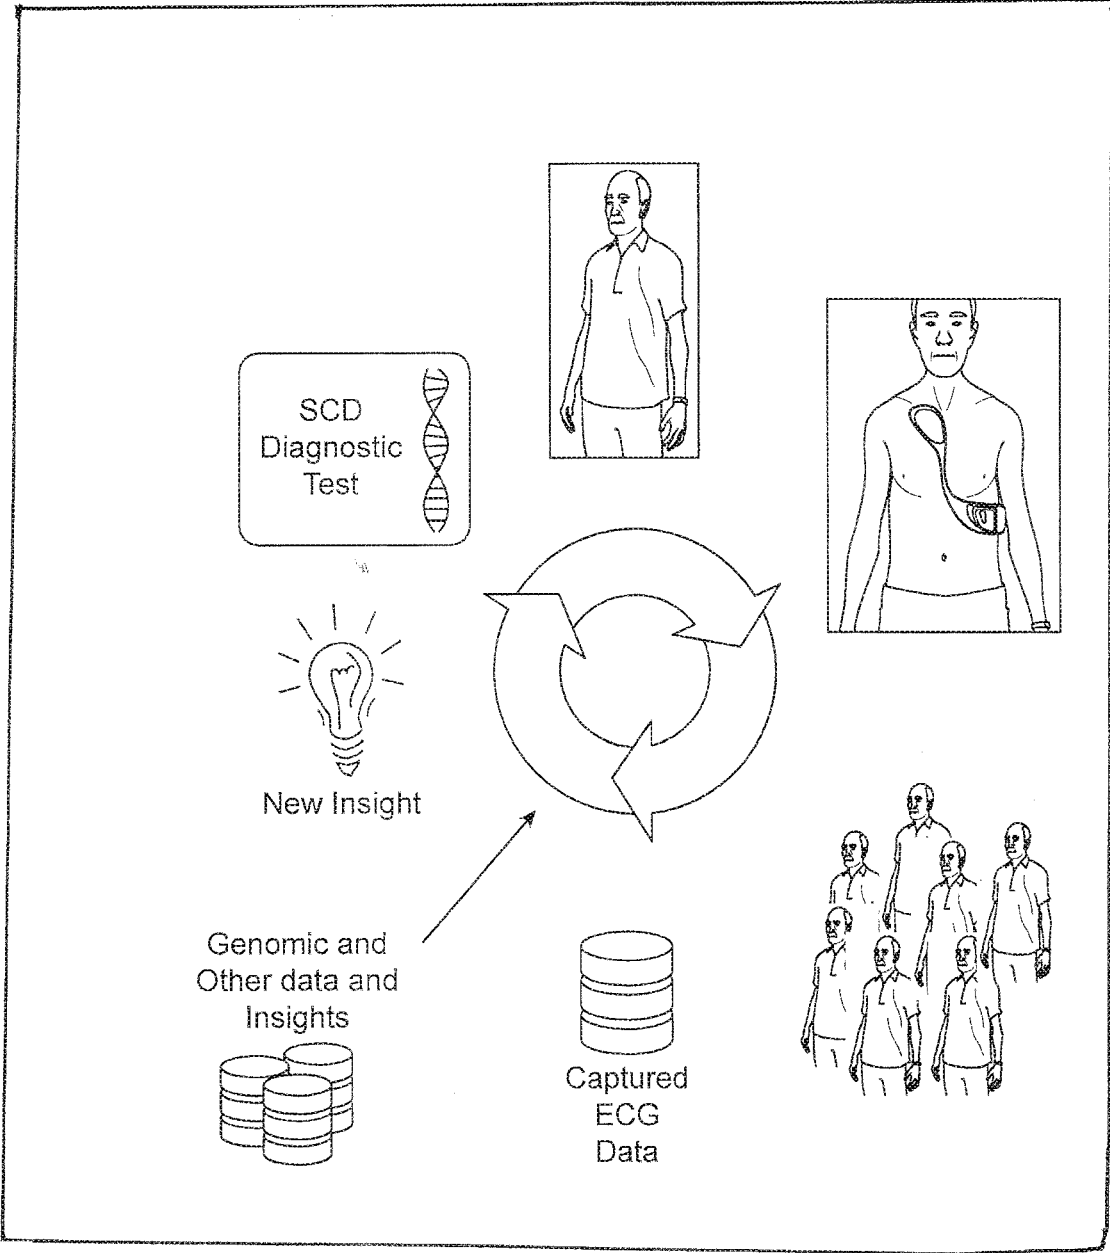 SCD
Diagnostic
Test
New Insight
Genomic and
Other data and
Insights
Captured
ECG
Data